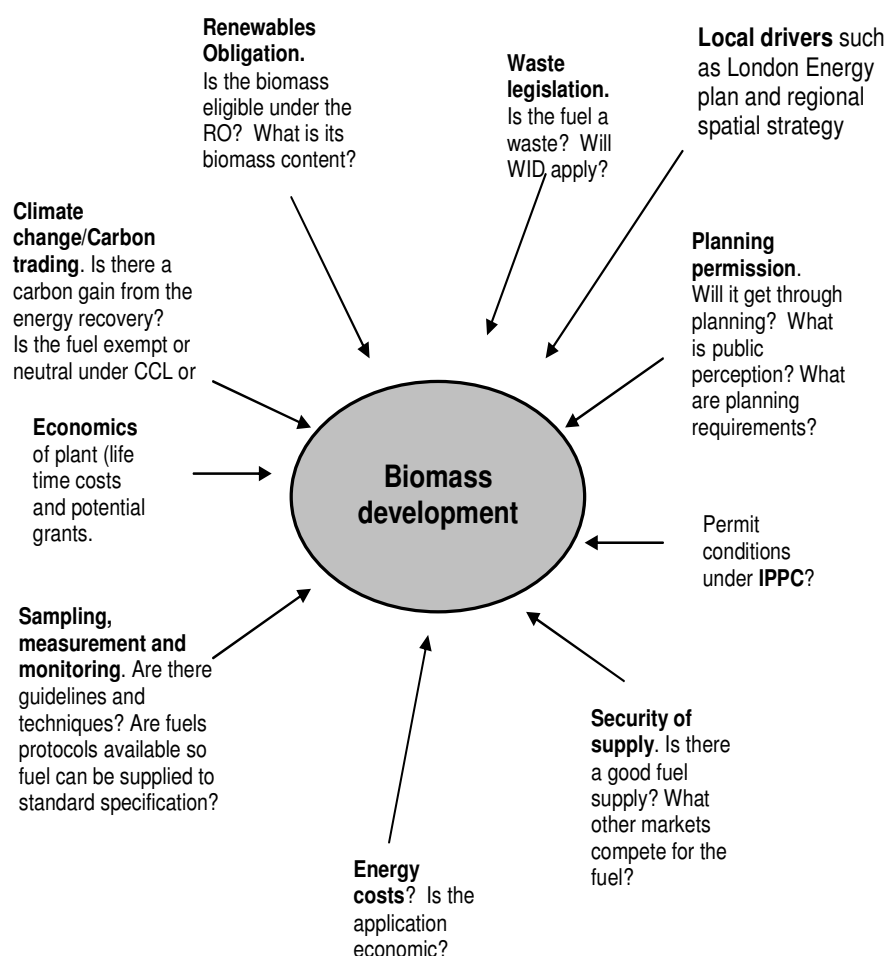 Renewables
Obligation.
Is the biomass
eligible under the
RO? What is its
biomass content?
Waste
legislation.
Is the fuel a
waste? Will
WID apply?
Local drivers such
as London Energy
plan and regional
spatial strategy
Climate
change/Carbon
trading. Is there a
carbon gain from the
energy recovery?
Is the fuel exempt or
neutral under CCL or
Planning
permission.
Will it get through
planning? What
is public
perception? What
are planning
requirements?
Economics
of plant (life
time costs
and potential
grants.
Biomass
development
Permit
conditions
under IPPC?
Sampling,
measurement and
monitoring. Are there
guidelines and
techniques? Are fuels
protocols available so
fuel can be supplied to
standard specification?
Security of
supply. Is there
a good fuel
supply? What
other markets
compete for the
fuel?
Energy
costs? Is the
application
economic?